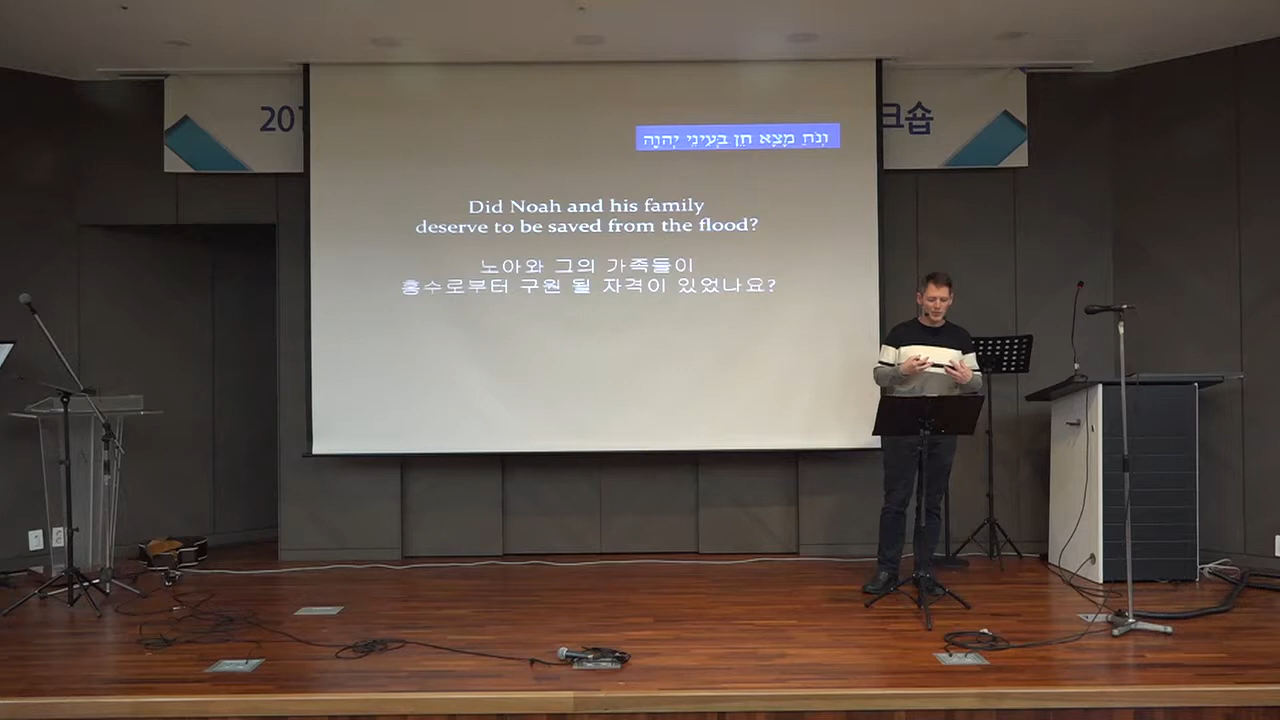 201
크숍
וְנֹחַ מָצָא חֵן בְּעֵינֵי יְהוָה
Did Noah and his family
deserve to be saved from the flood?
노아와 그의 가족들이
홍수로부터 구원 될 자격이 있었나요?